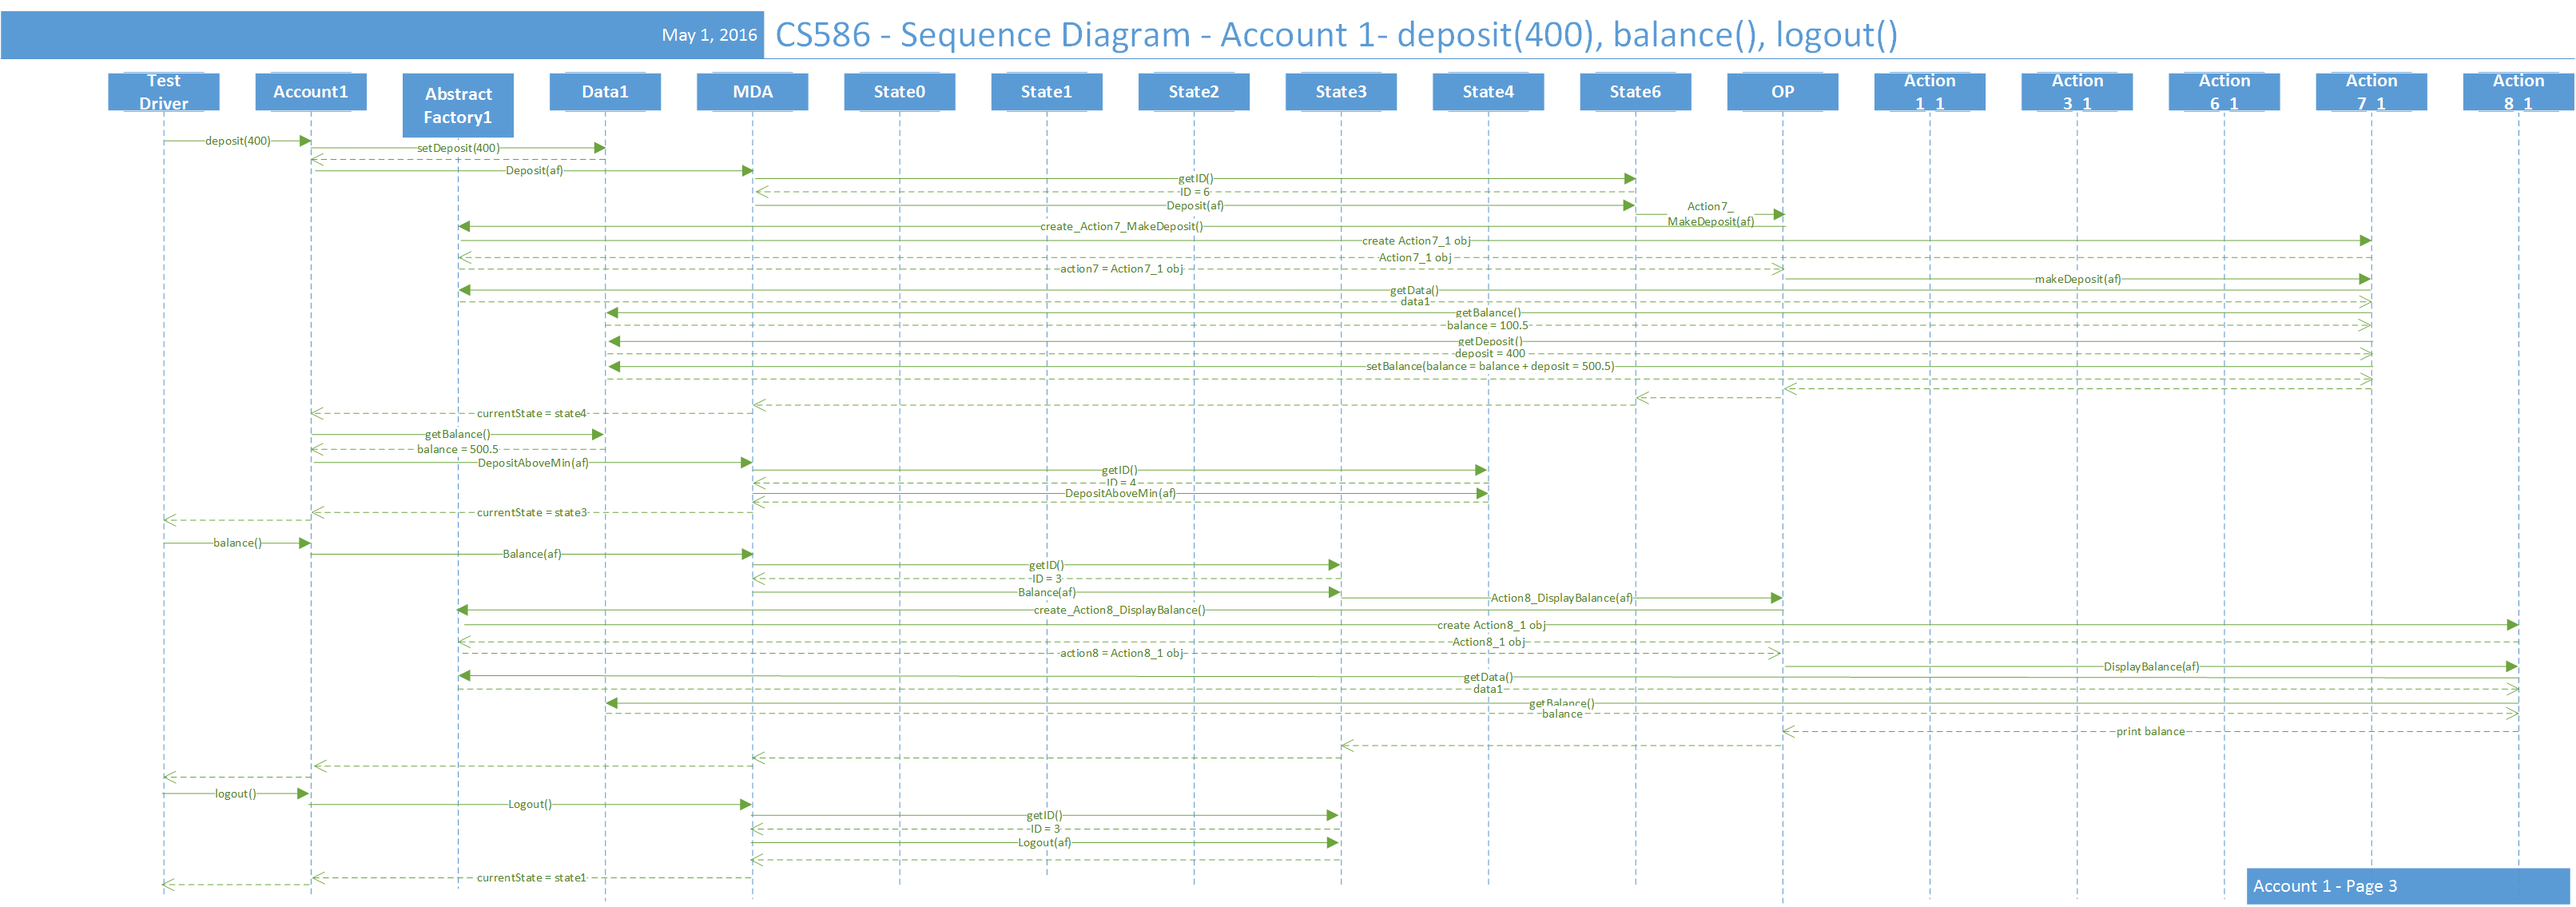 May 1, 2016
CS586 - Sequence Diagram - Account 1- deposit(400), balance(), logout()
Test
Driver
Account1
Abstract
Factory1
Data1
MDA
State0
State1
State2
State3
State4
State6
OP
Action
1_1
Action
3_1
Action
6_1
Action
7_1
Action
8_1
deposit(400)
setDeposit(400)
Deposit(af)
getID()
ID = 6
Deposit(af)
Action7_
MakeDeposit(af)
create_Action7_MakeDeposit()
create Action7_1 obj
Action7_1 obj
action7 = Action7_1 obj
makeDeposit(af)
getData()
data1
getBalance()
balance = 100.5
getDeposit()
deposit = 400
setBalance(balance = balance + deposit = 500.5)
currentState = state4
getBalance()
balance = 500.5
DepositAboveMin(af)
getID()
ID = 4
DepositAboveMin(af)
currentState = state3
balance()
Balance(af)
getID()
ID = 3
Balance(af)
Action8_DisplayBalance(af)
create_Action8_DisplayBalance()
create Action8_1 obj
Action8_1 obj
action8 = Action8_1 obj
DisplayBalance(af)
getData()
data1
getBalance()
balance
print balance
logout()
Logout()
getID()
ID = 3
Logout(af)
currentState = state1
Account 1 - Page 3